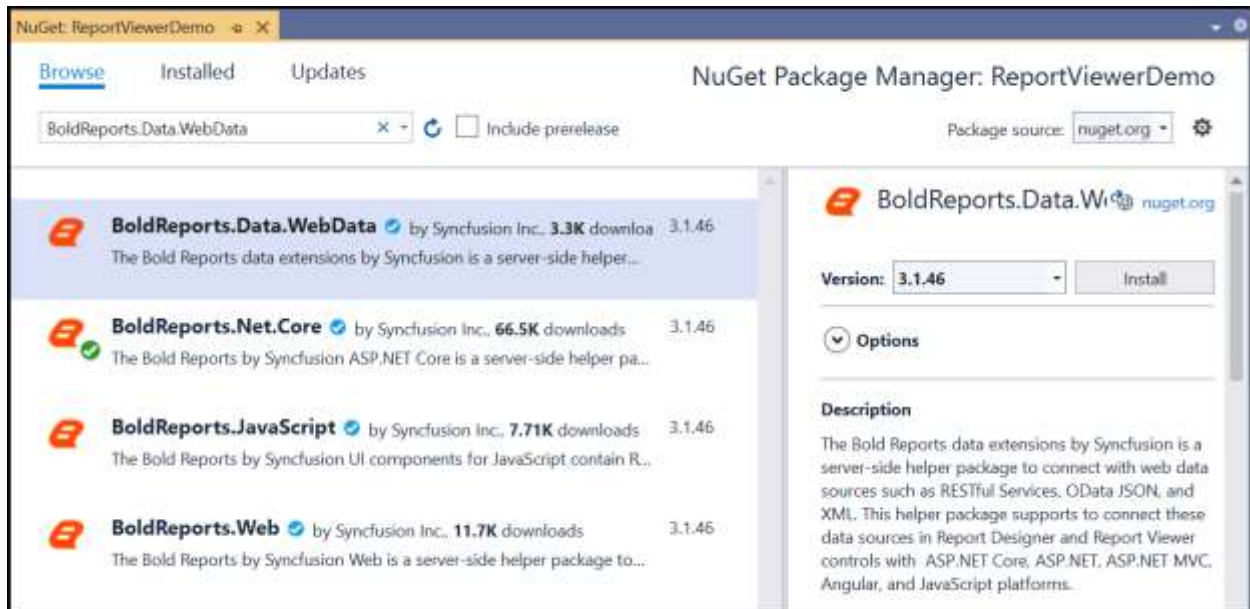 NuGet: ReportViewerDemo
Browse Installed Updates
NuGet Package Manager: ReportViewerDemo
BoldReports.Data.WebData
Include prerelease
Package source: nuget.org
BoldReports.Data.WebData by Syncfusion Inc., 3.3K downloa 3.1.46
The Bold Reports data extensions by Syncfusion is a server-side helper...
BoldReports.Net.Core by Syncfusion Inc., 66.5K downloads 3.1.46
The Bold Reports by Syncfusion ASP.NET Core is a server-side helper pa...
BoldReports.JavaScript by Syncfusion Inc., 7.71K downloads 3.1.46
The Bold Reports by Syncfusion UI components for JavaScript contain R...
BoldReports.Web by Syncfusion Inc., 11.7K downloads 3.1.46
The Bold Reports by Syncfusion Web is a server-side helper package to...
BoldReports.Data.W nuget.org
Version: 3.1.46 Install
Options
Description
The Bold Reports data extensions by Syncfusion is a
server-side helper package to connect with web data
sources such as RESTful Services, OData JSON, and
XML. This helper package supports to connect these
data sources in Report Designer and Report Viewer
controls with ASP.NET Core, ASP.NET, ASP.NET MVC,
Angular, and JavaScript platforms.